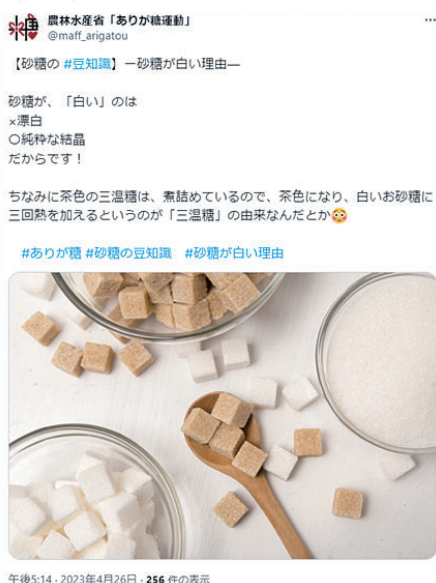 農林水産省「ありが糖運動」
@maff_arigatou
【砂糖の #豆知識】ー砂糖が白い理由―
砂糖が、「白い」のは
×漂白
〇純粋な結晶
だからです！
ちなみに茶色の三温糖は、煮詰めているので、茶色になり、白いお砂糖に
三回熱を加えるというのが「三温糖」の由来なんだとか😳
#ありが糖 #砂糖の豆知識 #砂糖が白い理由
午後5:14 · 2023年4月26日 · 256 件の表示